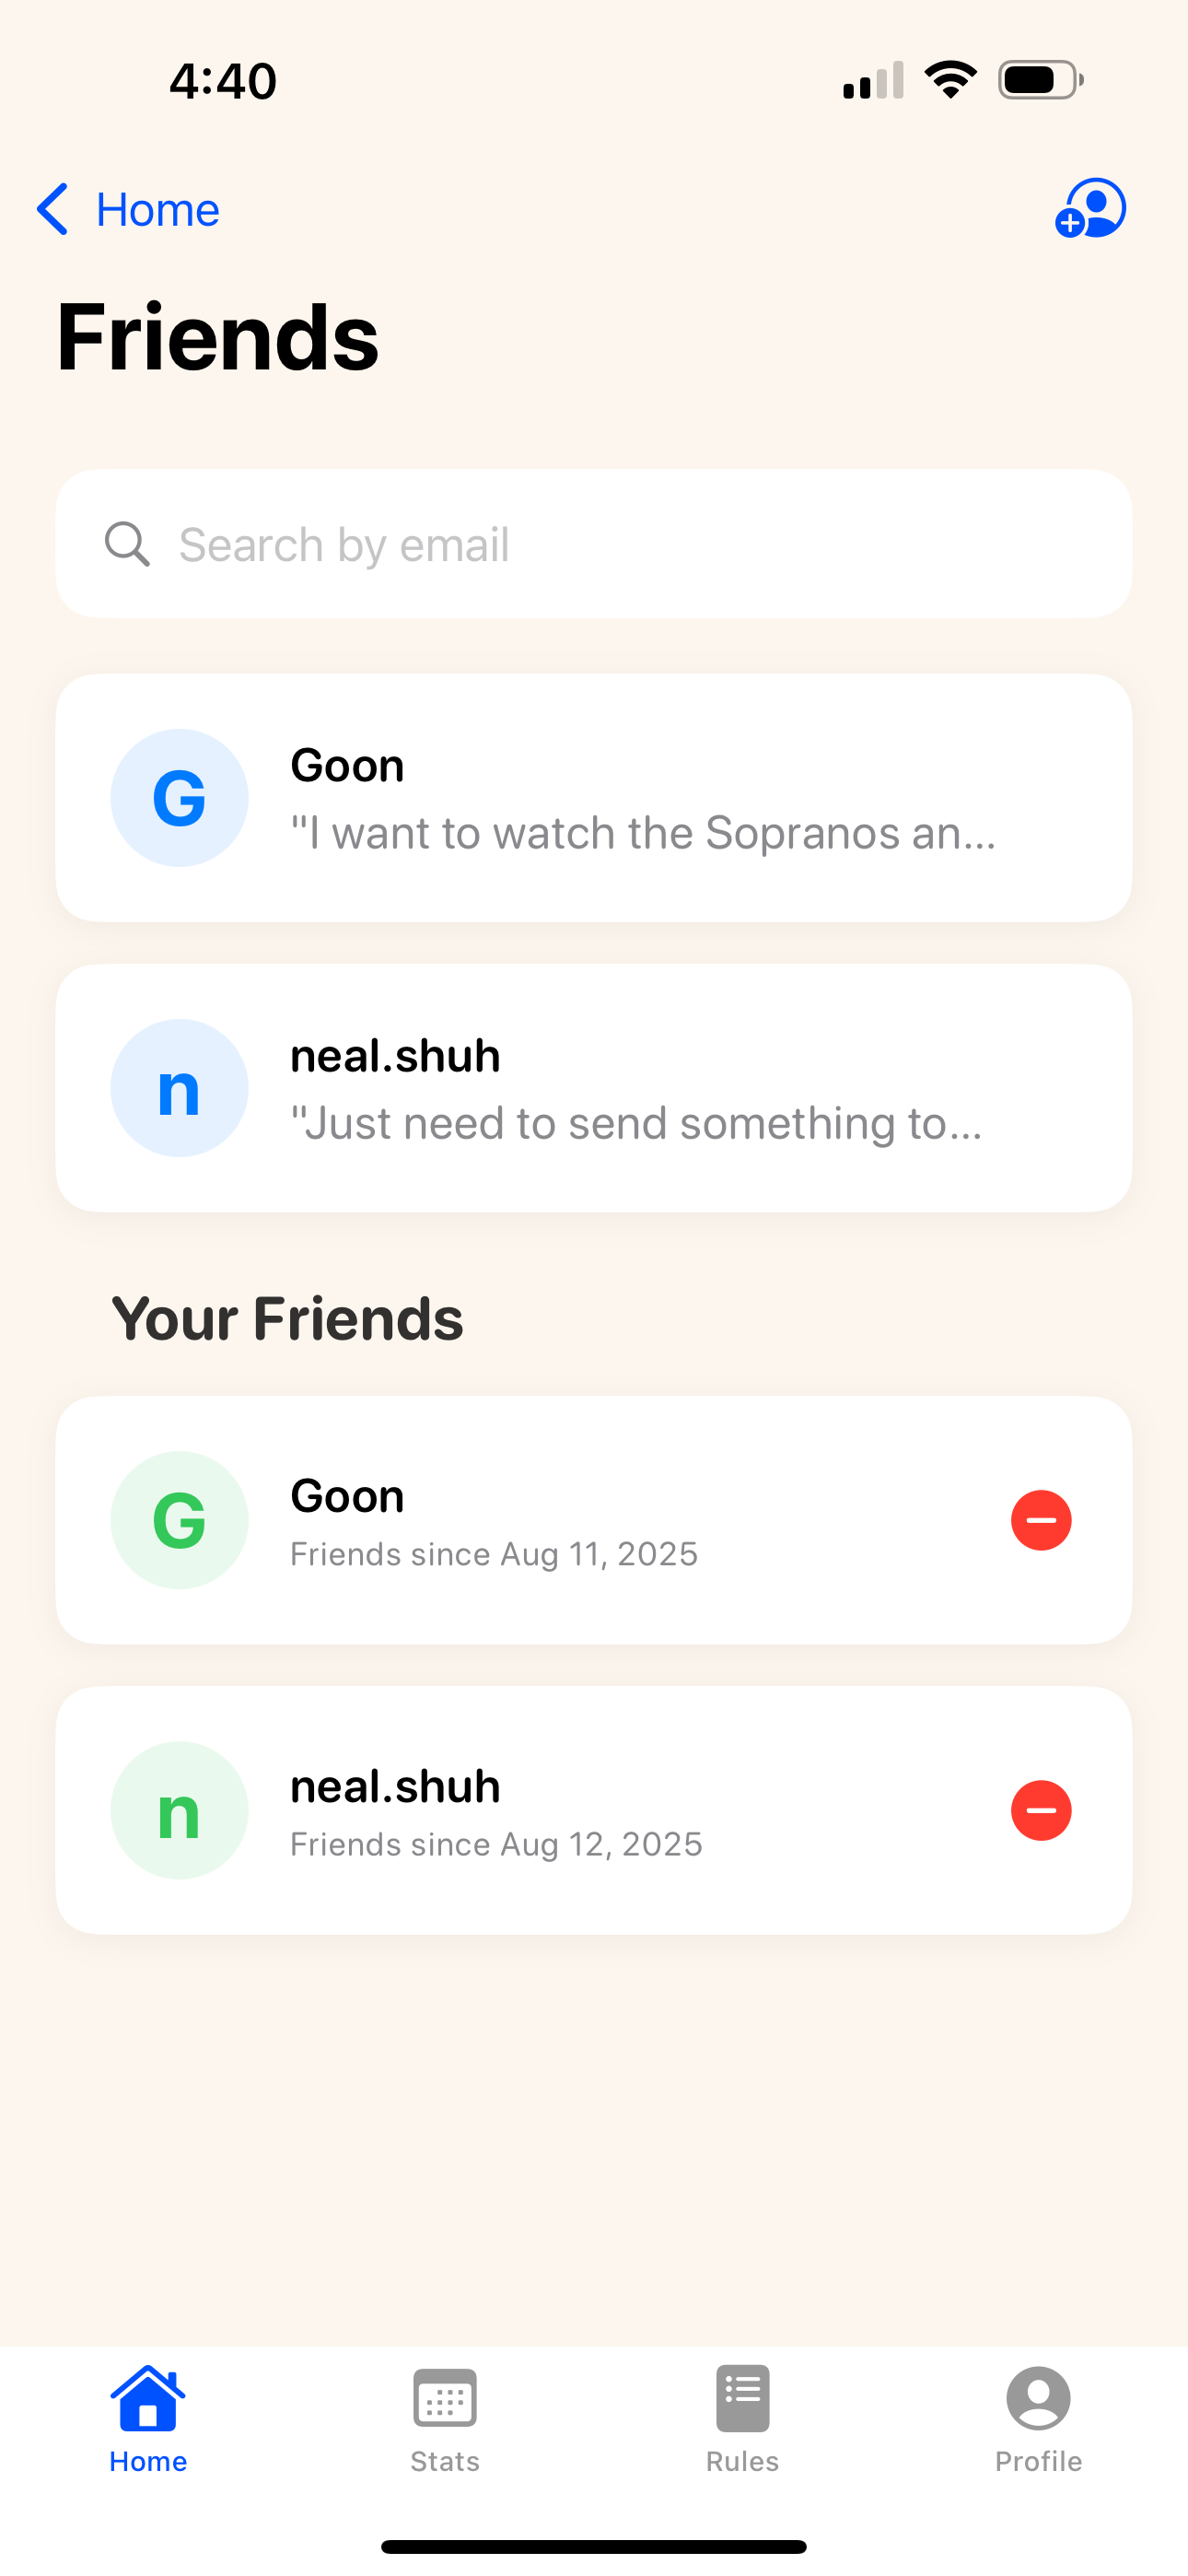 4:40
Home
Friends
Search by email
G
Goon
"I want to watch the Sopranos an...
n
neal.shuh
"Just need to send something to...
Your Friends
G
Goon
Friends since Aug 11, 2025
n
neal.shuh
Friends since Aug 12, 2025
Home
Stats
Rules
Profile